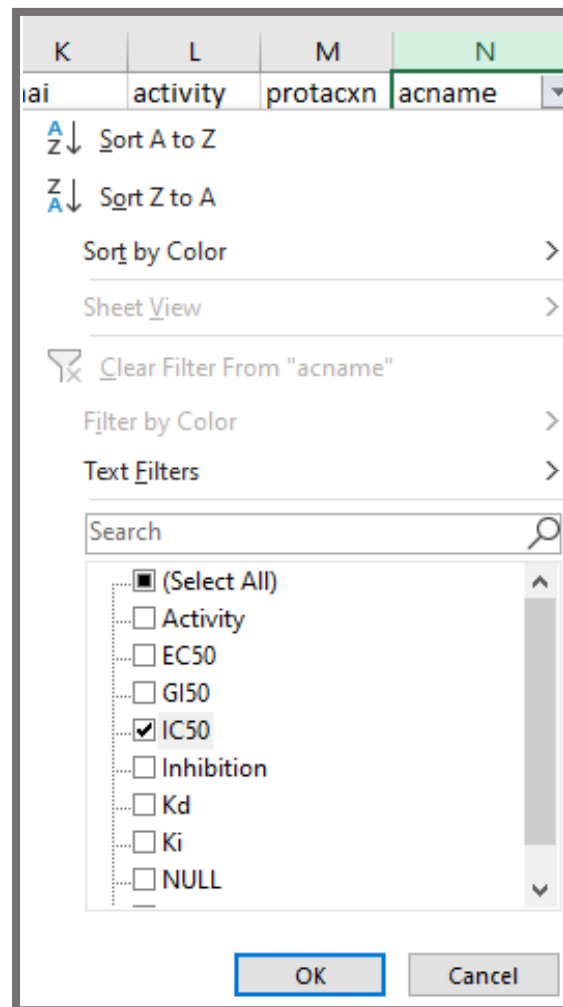 K L M N
ıai activity protacxn acname
Sort A to Z
Sort Z to A
Sort by Color
Sheet View
Clear Filter From "acname"
Filter by Color
Text Filters
Search
(Select All)
Activity
EC50
GI50
IC50
Inhibition
Kd
Ki
NULL
OK Cancel